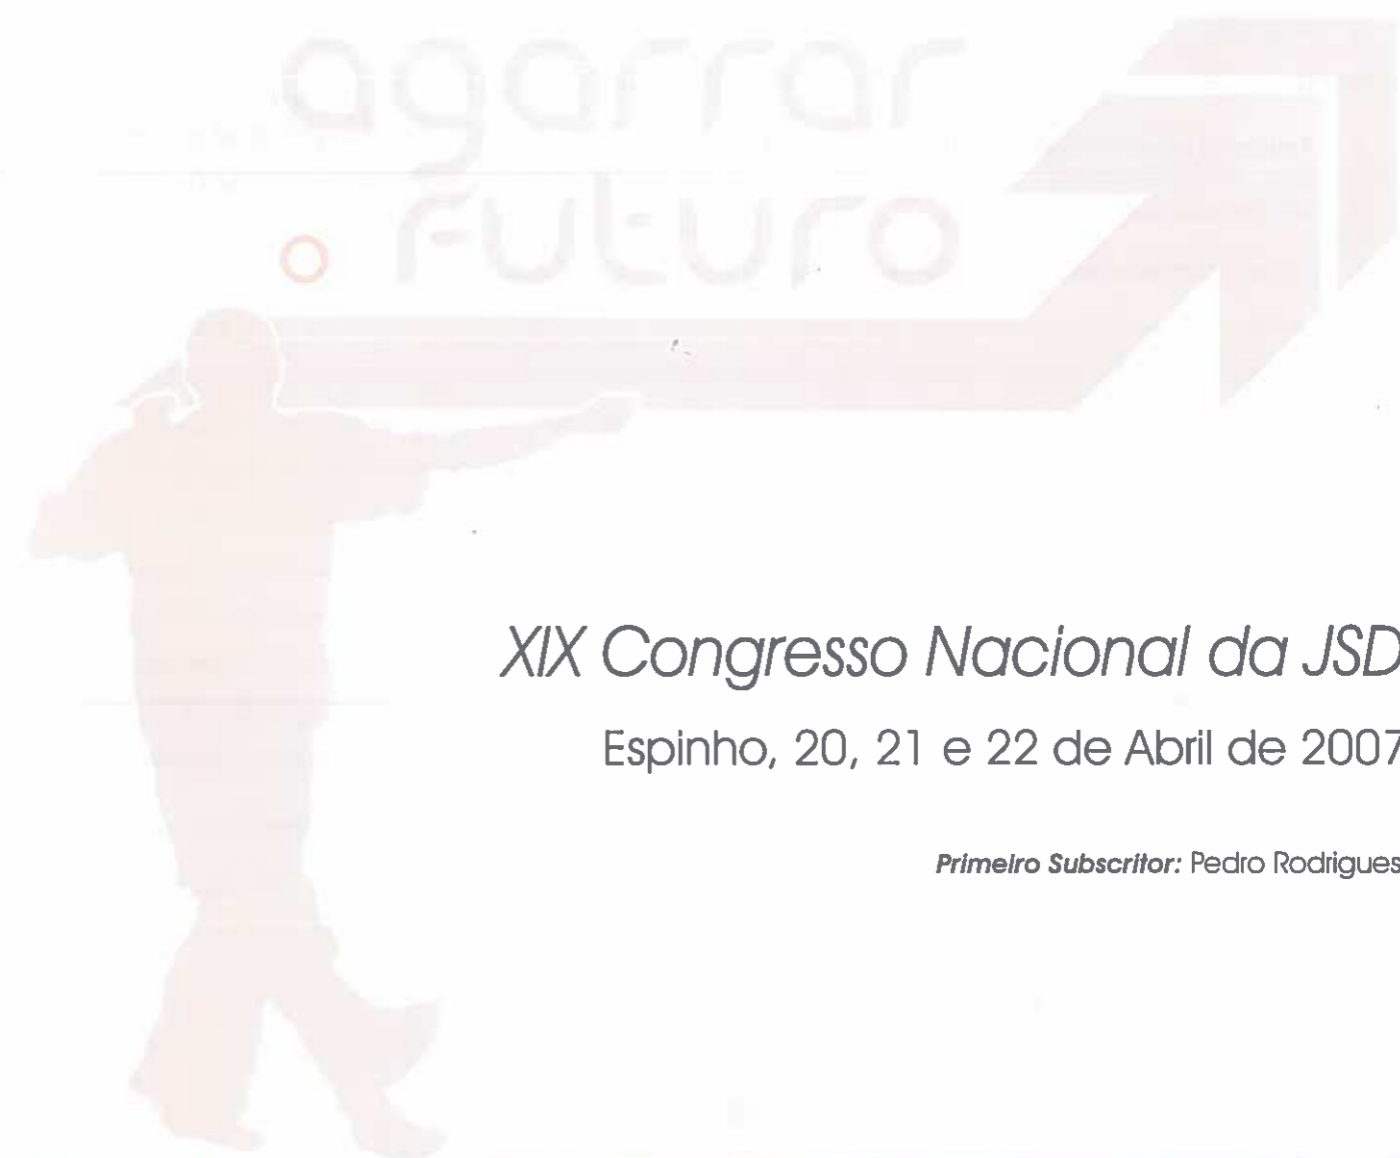 agarrar
o futuro
XIX Congresso Nacional da JSD
Espinho, 20, 21 e 22 de Abril de 2007
Primeiro Subscritor: Pedro Rodrigues